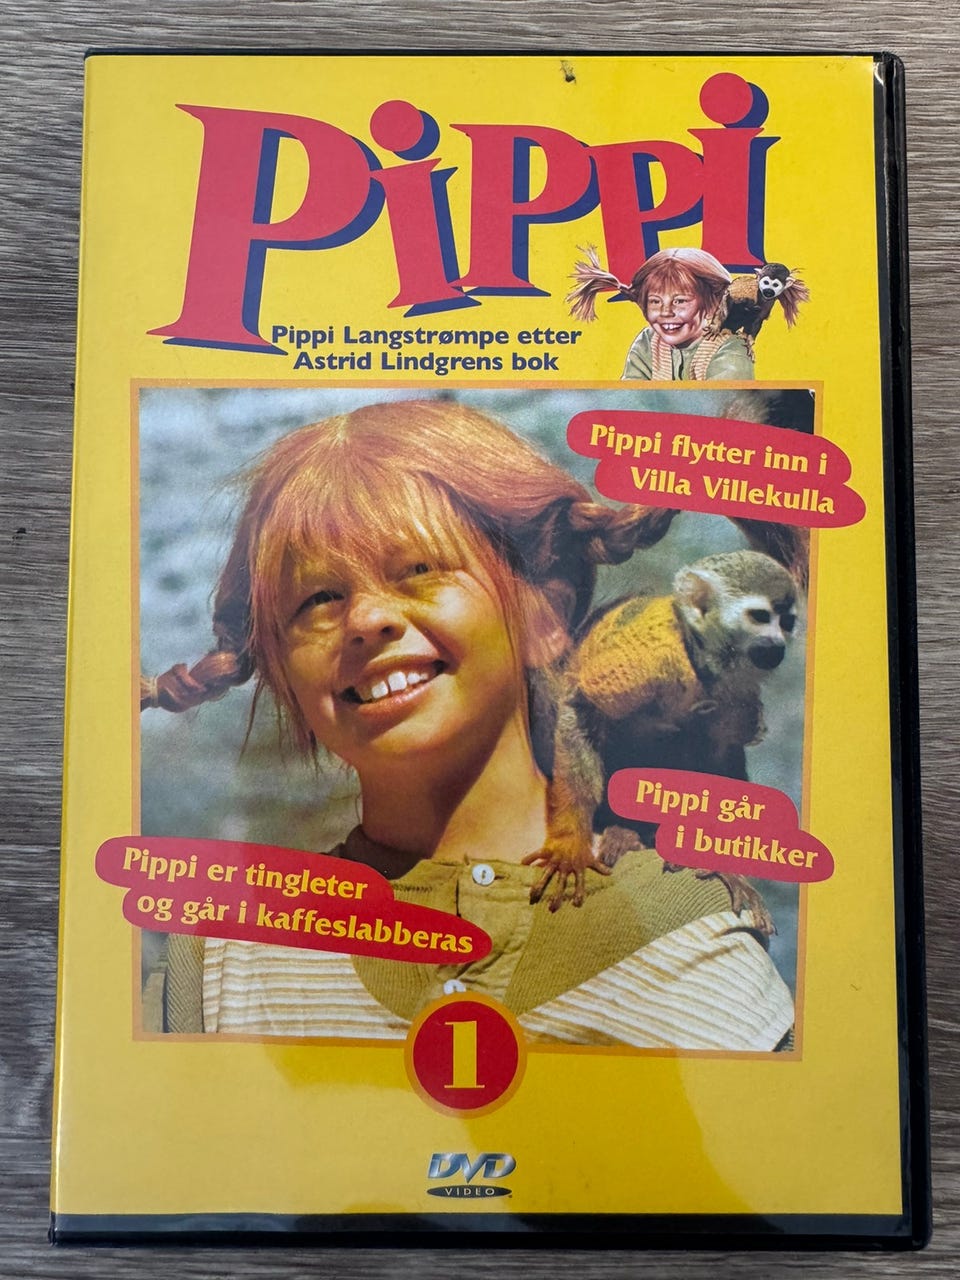 Pippi
Pippi Langstrømpe etter
Astrid Lindgrens bok
Pippi flytter inn i
Villa Villekulla
Pippi går
i butikker
Pippi er tingleter
og går i kaffeslabberas
1
DVD
VIDEO